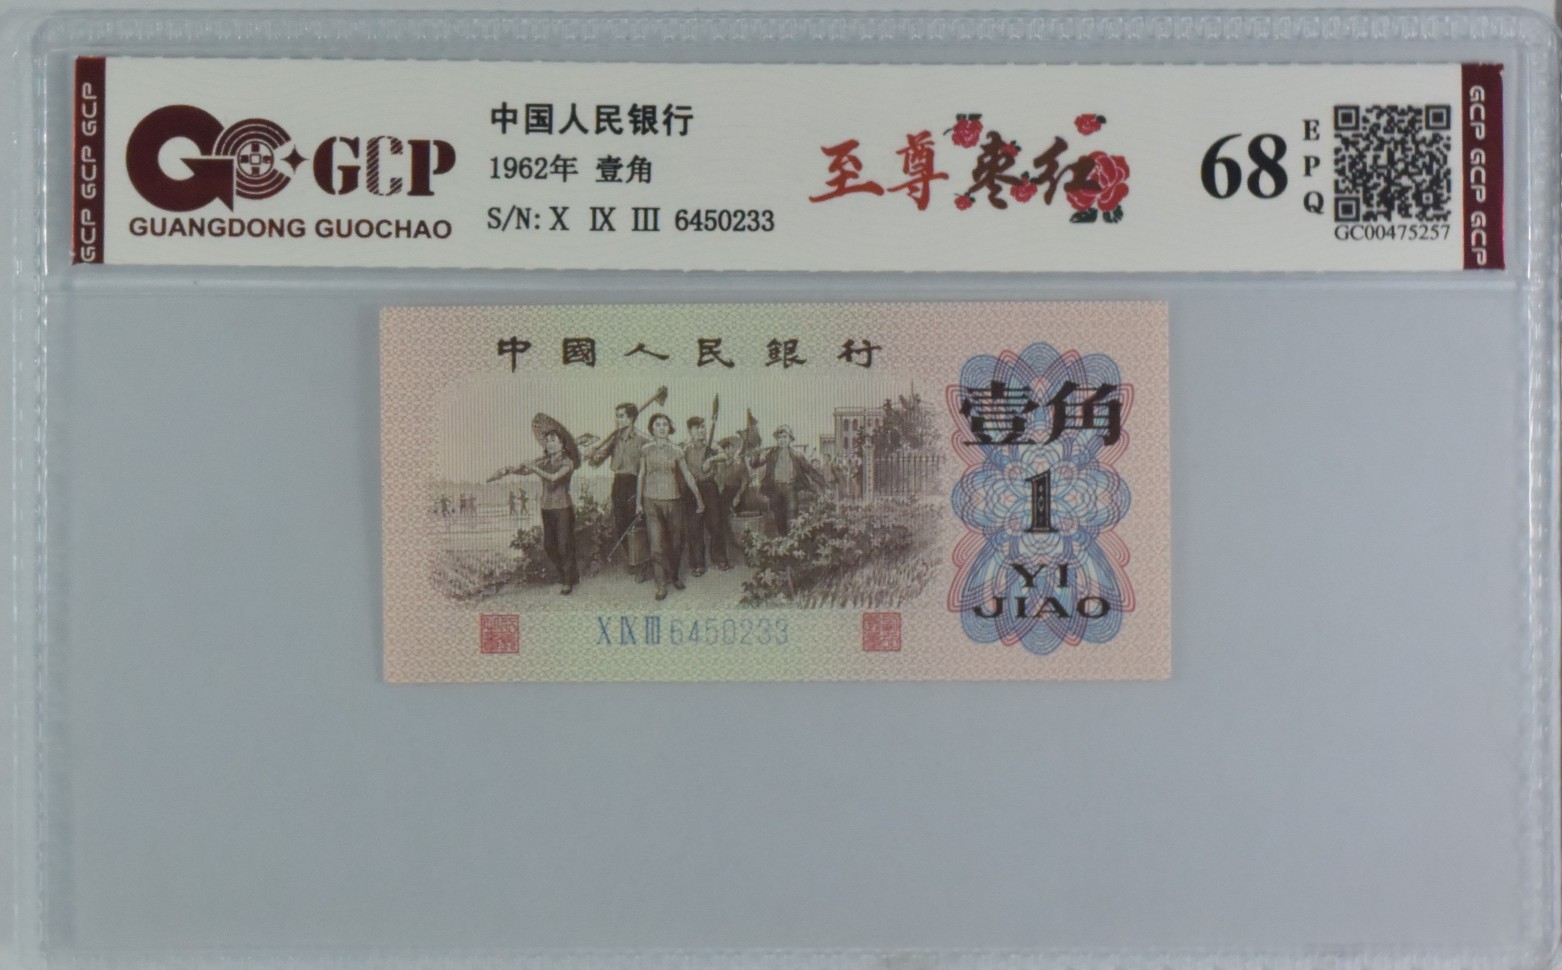 GCP GCP GCP
GCP
GUANGDONG GUOCHAO
中国人民银行
1962年 壹角
S/N: X IX III 6450233
至尊枣红
68
EPQ
GC00475257
GCP GCP GCP
中國人民銀行
壹角
1
YI
JIAO
X IX III 6450233